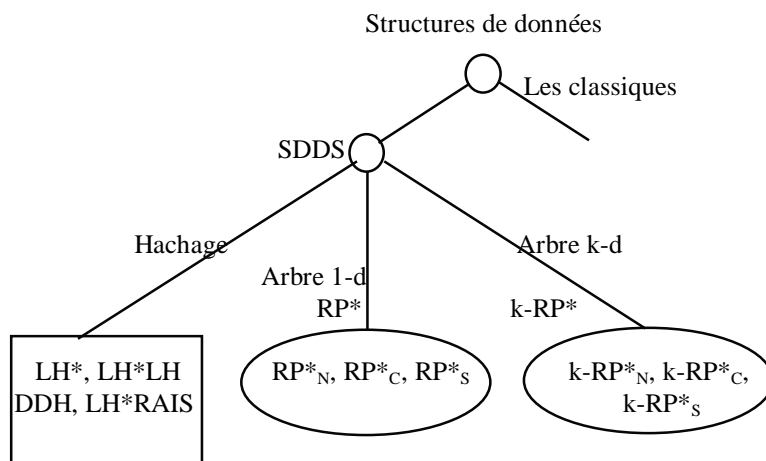 Structures de données
Les classiques
SDDS
Hachage
Arbre k-d
Arbre 1-d
RP*
k-RP*
LH*, LH*LH
DDH, LH*RAIS
RP*N, RP*C, RP*S
k-RP*N, k-RP*C,
k-RP*S